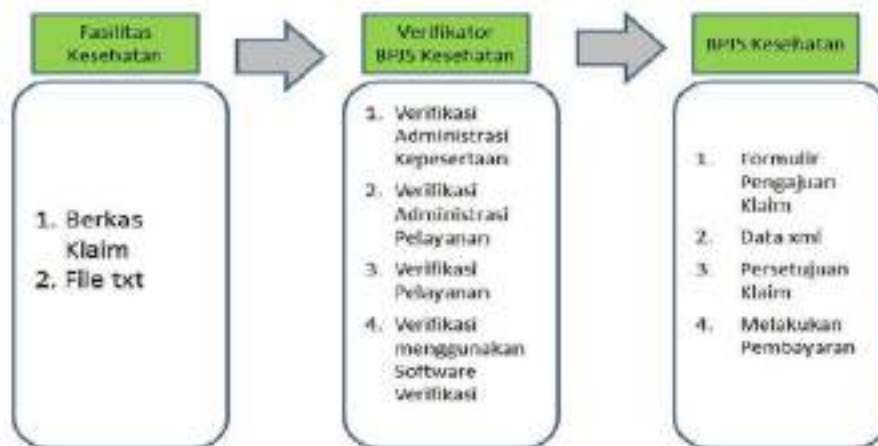 Fasilitas
Kesehatan
1. Berkas
Klaim
2. File txt
Verifikator
BPJS Kesehatan
1. Verifikasi
Administrasi
Kepesertaan
2. Verifikasi
Administrasi
Pelayanan
3. Verifikasi
Pelayanan
4. Verifikasi
menggunakan
Software
Verifikasi
BPJS Kesehatan
1. Formulir
Pengajuan
Klaim
2. Data xml
3 Persetujuan
Klaim
4. Melakukan
Pembayaran